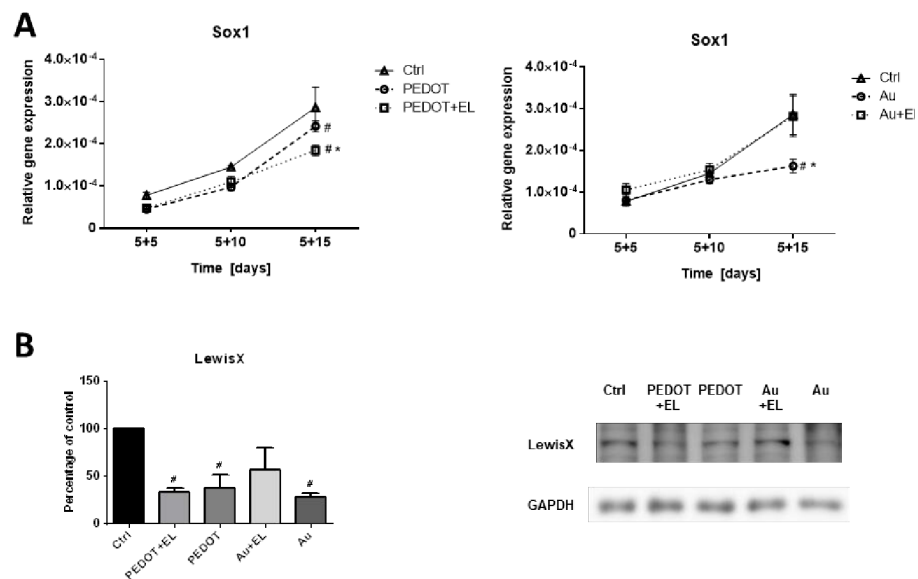 A
Sox1
Relative gene expression
4.0×10⁻⁴
3.0×10⁻⁴
2.0×10⁻⁴
1.0×10⁻⁴
0
5+5 5+10 5+15
Time [days]
Ctrl
PEDOT
PEDOT+EL
#
# *
Sox1
Relative gene expression
4.0×10⁻⁴
3.0×10⁻⁴
2.0×10⁻⁴
1.0×10⁻⁴
0
5+5 5+10 5+15
Time [days]
Ctrl
Au
Au+EL
# *
B
LewisX
Percentage of control
150
100
50
0
# # #
Ctrl PEDOT+EL PEDOT Au+EL Au
Ctrl PEDOT PEDOT Au Au
+EL +EL
LewisX
GAPDH